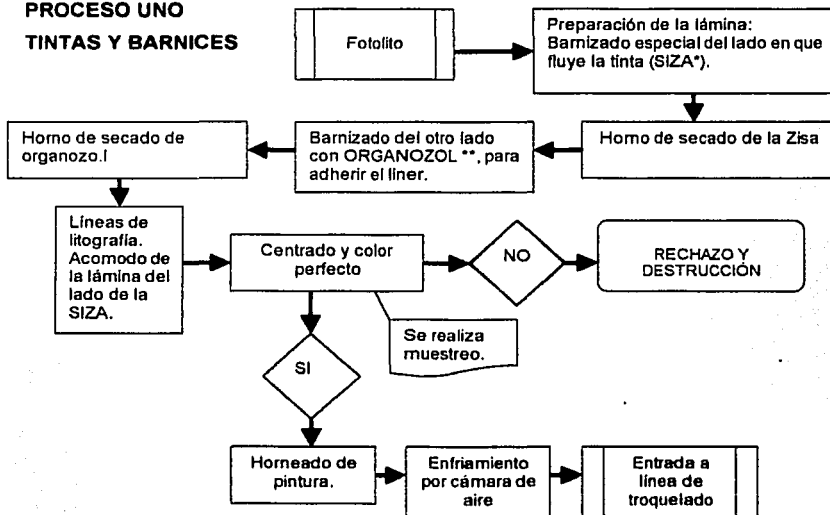 PROCESO UNO
TINTAS Y BARNICES
Fotolito
Preparación de la lámina:
Barnizado especial del lado en que
fluye la tinta (SIZA*).
Horno de secado de la Zisa
Barnizado del otro lado
con ORGANOZOL **, para
adherir el liner.
Horno de secado de
organozo.l
Líneas de
litografía.
Acomodo de
la lámina del
lado de la
SIZA.
Centrado y color
perfecto
NO
RECHAZO Y
DESTRUCCIÓN
Se realiza
muestreo.
SI
Horneado de
pintura.
Enfriamiento
por cámara de
aire
Entrada a
línea de
troquelado